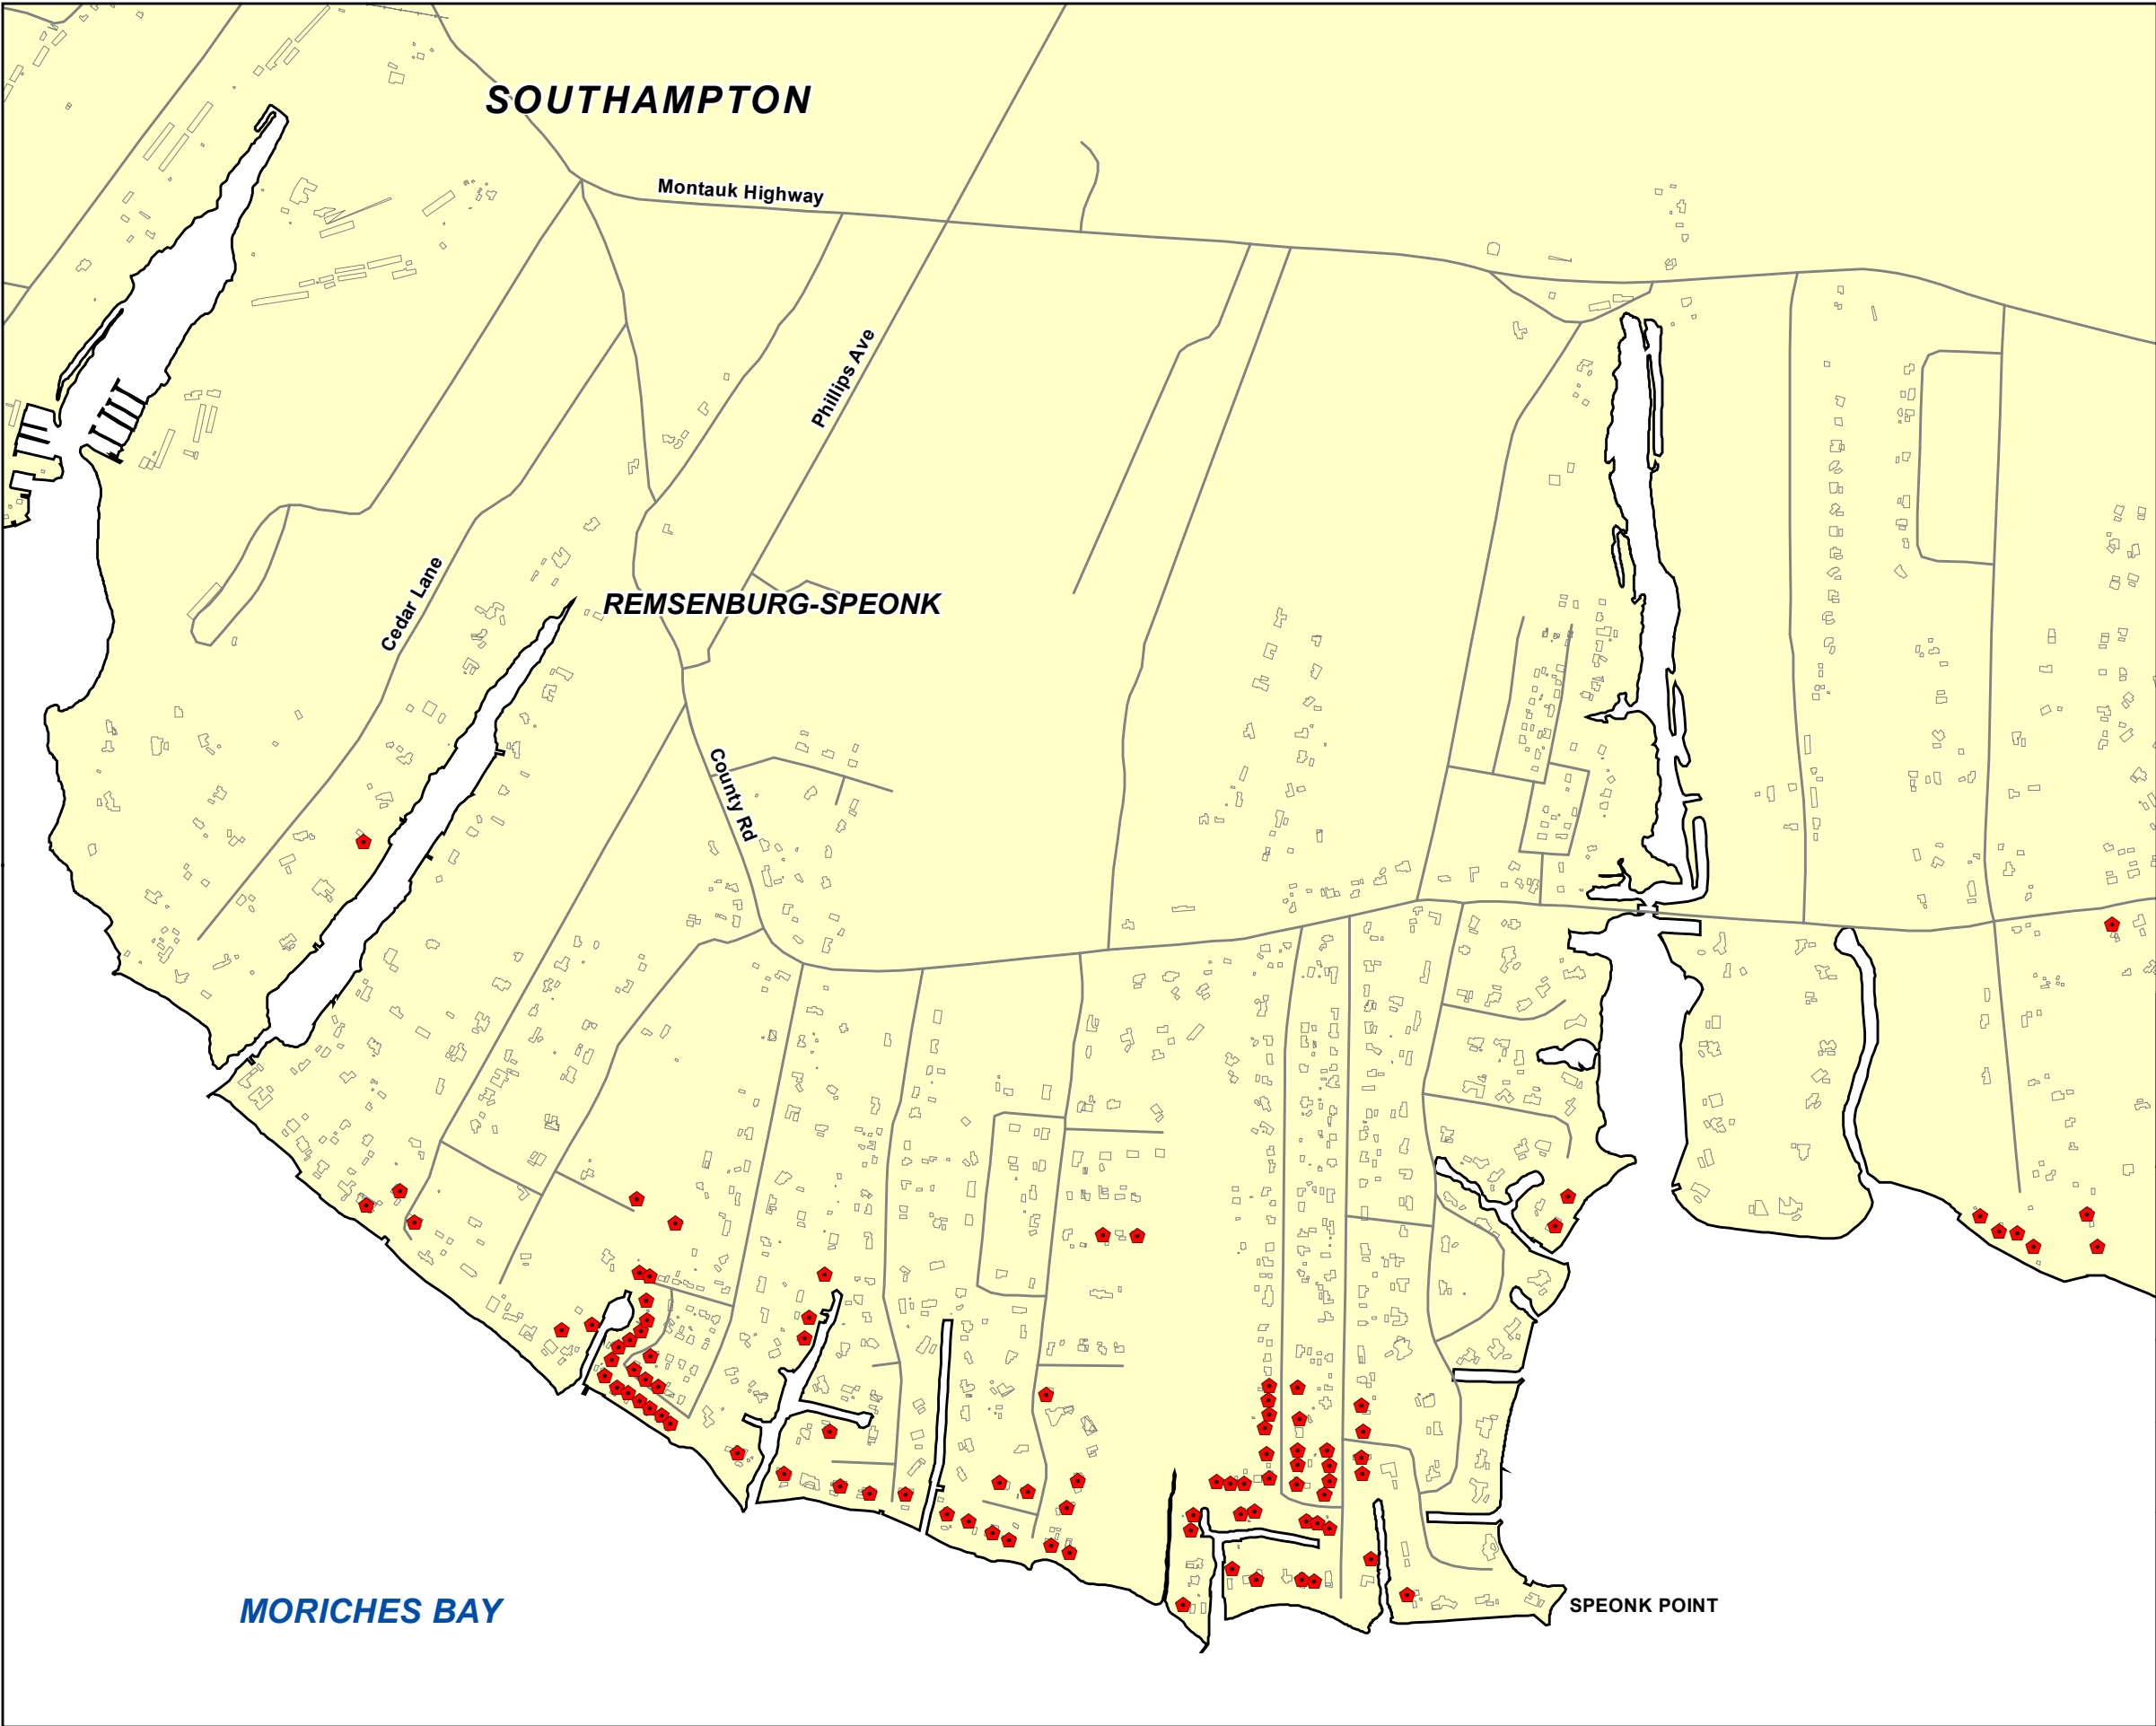 SOUTHAMPTON
Montauk Highway
Phillips Ave
Cedar Lane
REMSENBURG-SPEONK
County Rd
MORICHES BAY
SPEONK POINT